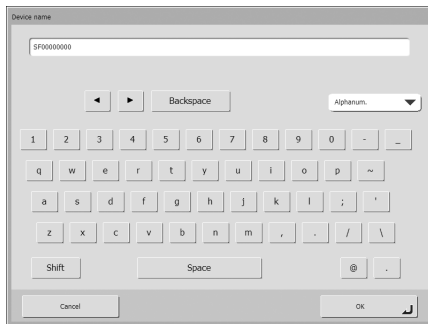 Device name
SF00000000
◄ ► Backspace Alphanum.
1 2 3 4 5 6 7 8 9 0 - _
q w e r t y u i o p ~
a s d f g h j k l ; '
z x c v b n m , . / \
Shift Space @ .
Cancel OK